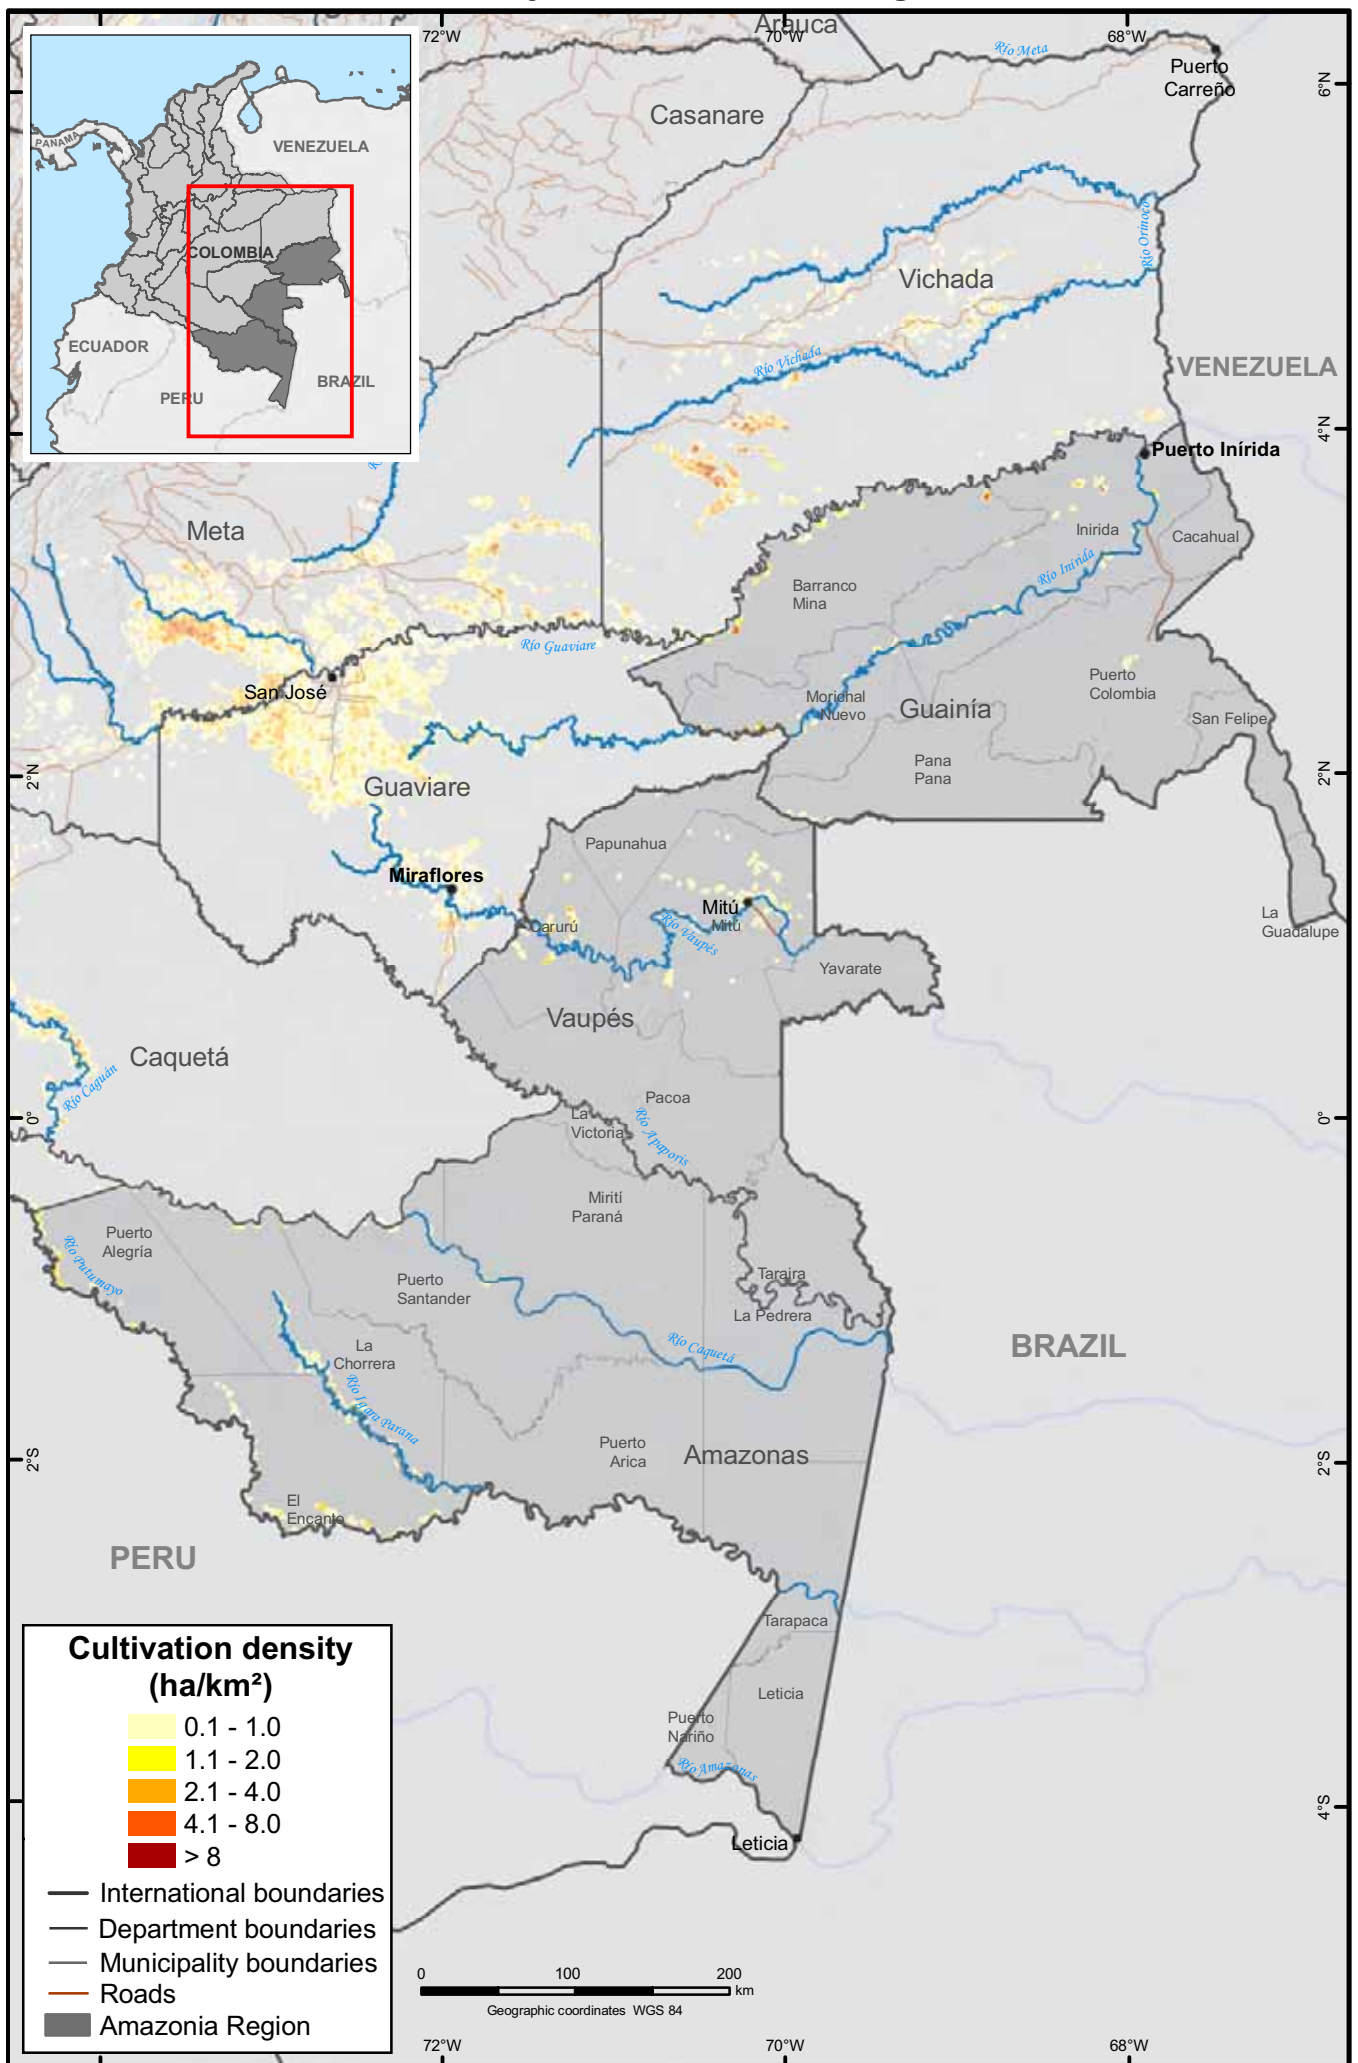 Arauca
72°W
70°W
68°W
Río Meta
Puerto
Carreño
6°N
Casanare
PANAMA
VENEZUELA
COLOMBIA
ECUADOR
PERU
BRAZIL
Río Orinoco
Vichada
Río Vichada
VENEZUELA
4°N
Puerto Inírida
Meta
Inirida
Cacahual
Río Inírida
Barranco
Mina
Río Guaviare
San José
Puerto
Colombia
Morichal
Nuevo
Guainía
San Felipe
2°N
Guaviare
Pana
Pana
2°N
Papunahua
Miraflores
Mitú
Mitú
Carurú
Río Vaupés
La
Guadalupe
Yavarate
Vaupés
Caquetá
Río Caguán
Pacoa
0°
La
Victoria
Río Apaporis
0°
Mirití
Paraná
Puerto
Alegría
Río Putumayo
Puerto
Santander
Taraira
La Pedrera
La
Chorrera
Río Caquetá
BRAZIL
Río Igara Parana
2°S
Puerto
Arica
Amazonas
2°S
El
Encanto
PERU
Tarapaca
Leticia
Puerto
Nariño
Río Amazonas
4°S
Leticia
Cultivation density
(ha/km²)
0.1 - 1.0
1.1 - 2.0
2.1 - 4.0
4.1 - 8.0
> 8
International boundaries
Department boundaries
Municipality boundaries
Roads
Amazonia Region
0 100 200
km
Geographic coordinates WGS 84
72°W
70°W
68°W